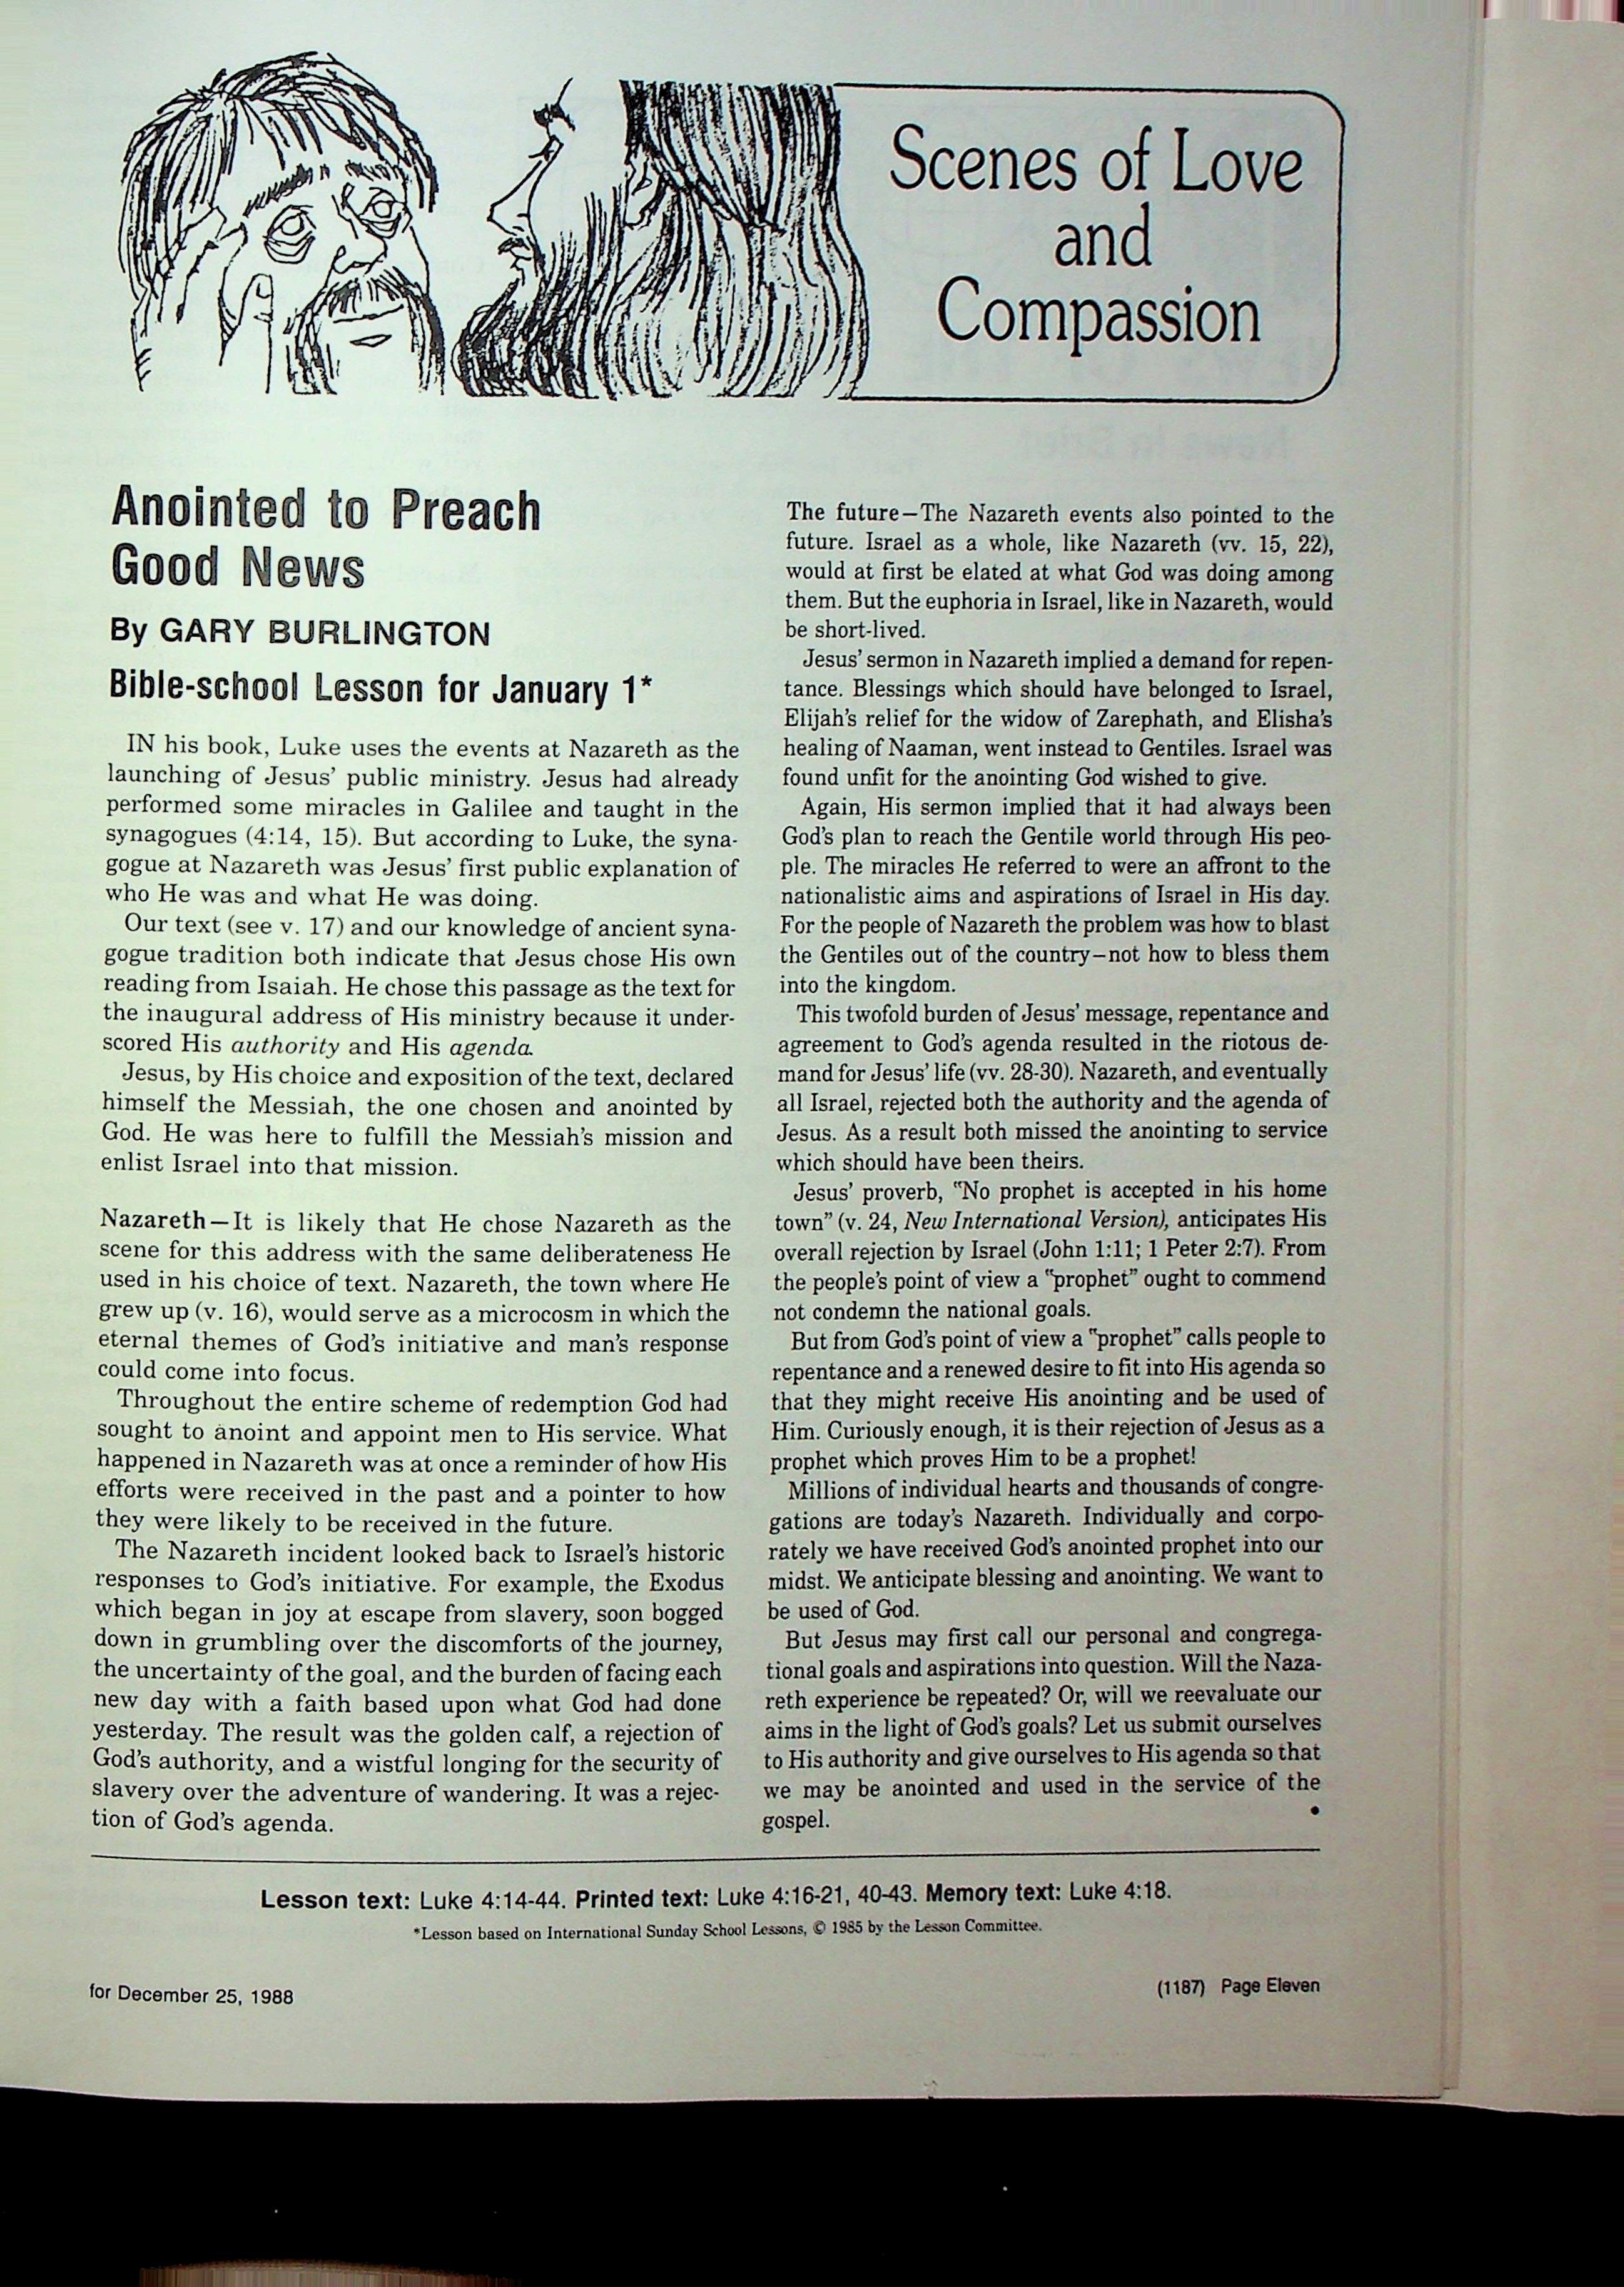 Scenes of Love
and
Compassion
Anointed to Preach
Good News
By GARY BURLINGTON
Bible-school Lesson for January 1*
IN his book, Luke uses the events at Nazareth as the
launching of Jesus' public ministry. Jesus had already
performed some miracles in Galilee and taught in the
synagogues (4:14, 15). But according to Luke, the syna-
gogue at Nazareth was Jesus' first public explanation of
who He was and what He was doing.
Our text (see v. 17) and our knowledge of ancient syna-
gogue tradition both indicate that Jesus chose His own
reading from Isaiah. He chose this passage as the text for
the inaugural address of His ministry because it under-
scored His authority and His agenda.
Jesus, by His choice and exposition of the text, declared
himself the Messiah, the one chosen and anointed by
God. He was here to fulfill the Messiah's mission and
enlist Israel into that mission.
Nazareth—It is likely that He chose Nazareth as the
scene for this address with the same deliberateness He
used in his choice of text. Nazareth, the town where He
grew up (v. 16), would serve as a microcosm in which the
eternal themes of God's initiative and man's response
could come into focus.
Throughout the entire scheme of redemption God had
sought to anoint and appoint men to His service. What
happened in Nazareth was at once a reminder of how His
efforts were received in the past and a pointer to how
they were likely to be received in the future.
The Nazareth incident looked back to Israel's historic
responses to God's initiative. For example, the Exodus
which began in joy at escape from slavery, soon bogged
down in grumbling over the discomforts of the journey,
the uncertainty of the goal, and the burden of facing each
new day with a faith based upon what God had done
yesterday. The result was the golden calf, a rejection of
God's authority, and a wistful longing for the security of
slavery over the adventure of wandering. It was a rejec-
tion of God's agenda.
The future—The Nazareth events also pointed to the
future. Israel as a whole, like Nazareth (vv. 15, 22),
would at first be elated at what God was doing among
them. But the euphoria in Israel, like in Nazareth, would
be short-lived.
Jesus' sermon in Nazareth implied a demand for repen-
tance. Blessings which should have belonged to Israel,
Elijah's relief for the widow of Zarephath, and Elisha's
healing of Naaman, went instead to Gentiles. Israel was
found unfit for the anointing God wished to give.
Again, His sermon implied that it had always been
God's plan to reach the Gentile world through His peo-
ple. The miracles He referred to were an affront to the
nationalistic aims and aspirations of Israel in His day.
For the people of Nazareth the problem was how to blast
the Gentiles out of the country—not how to bless them
into the kingdom.
This twofold burden of Jesus' message, repentance and
agreement to God's agenda resulted in the riotous de-
mand for Jesus' life (vv. 28-30). Nazareth, and eventually
all Israel, rejected both the authority and the agenda of
Jesus. As a result both missed the anointing to service
which should have been theirs.
Jesus' proverb, "No prophet is accepted in his home
town" (v. 24, New International Version), anticipates His
overall rejection by Israel (John 1:11; 1 Peter 2:7). From
the people's point of view a "prophet" ought to commend
not condemn the national goals.
But from God's point of view a "prophet" calls people to
repentance and a renewed desire to fit into His agenda so
that they might receive His anointing and be used of
Him. Curiously enough, it is their rejection of Jesus as a
prophet which proves Him to be a prophet!
Millions of individual hearts and thousands of congre-
gations are today's Nazareth. Individually and corpo-
rately we have received God's anointed prophet into our
midst. We anticipate blessing and anointing. We want to
be used of God.
But Jesus may first call our personal and congrega-
tional goals and aspirations into question. Will the Naza-
reth experience be repeated? Or, will we reevaluate our
aims in the light of God's goals? Let us submit ourselves
to His authority and give ourselves to His agenda so that
we may be anointed and used in the service of the
gospel. •
Lesson text: Luke 4:14-44. Printed text: Luke 4:16-21, 40-43. Memory text: Luke 4:18.
*Lesson based on International Sunday School Lessons, © 1985 by the Lesson Committee.
for December 25, 1988
(1187) Page Eleven